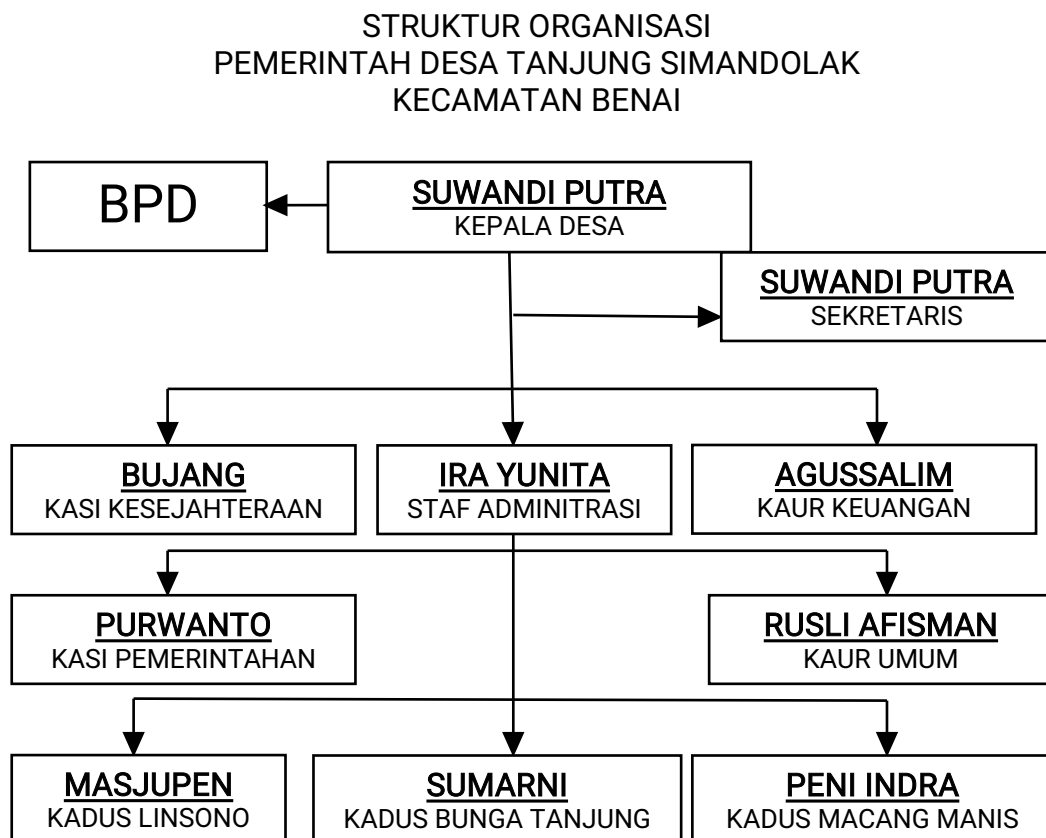 STRUKTUR ORGANISASI
PEMERINTAH DESA TANJUNG SIMANDOLAK
KECAMATAN BENAI
BPD
SUWANDI PUTRA
KEPALA DESA
SUWANDI PUTRA
SEKRETARIS
BUJANG
KASI KESEJAHTERAAN
IRA YUNITA
STAF ADMINITRASI
AGUSSALIM
KAUR KEUANGAN
PURWANTO
KASI PEMERINTAHAN
RUSLI AFISMAN
KAUR UMUM
MASJUPEN
KADUS LINSONO
SUMARNI
KADUS BUNGA TANJUNG
PENI INDRA
KADUS MACANG MANIS